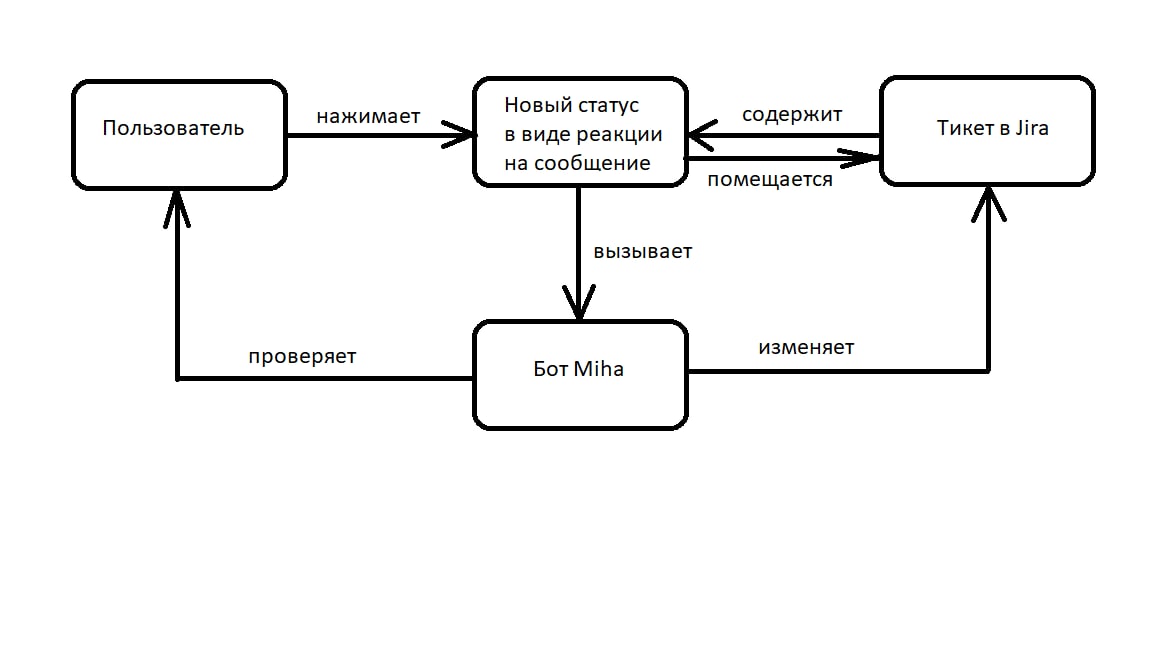 Пользователь
нажимает
Новый статус
в виде реакции
на сообщение
содержит
помещается
Тикет в Jira
вызывает
проверяет
Бот Miha
изменяет